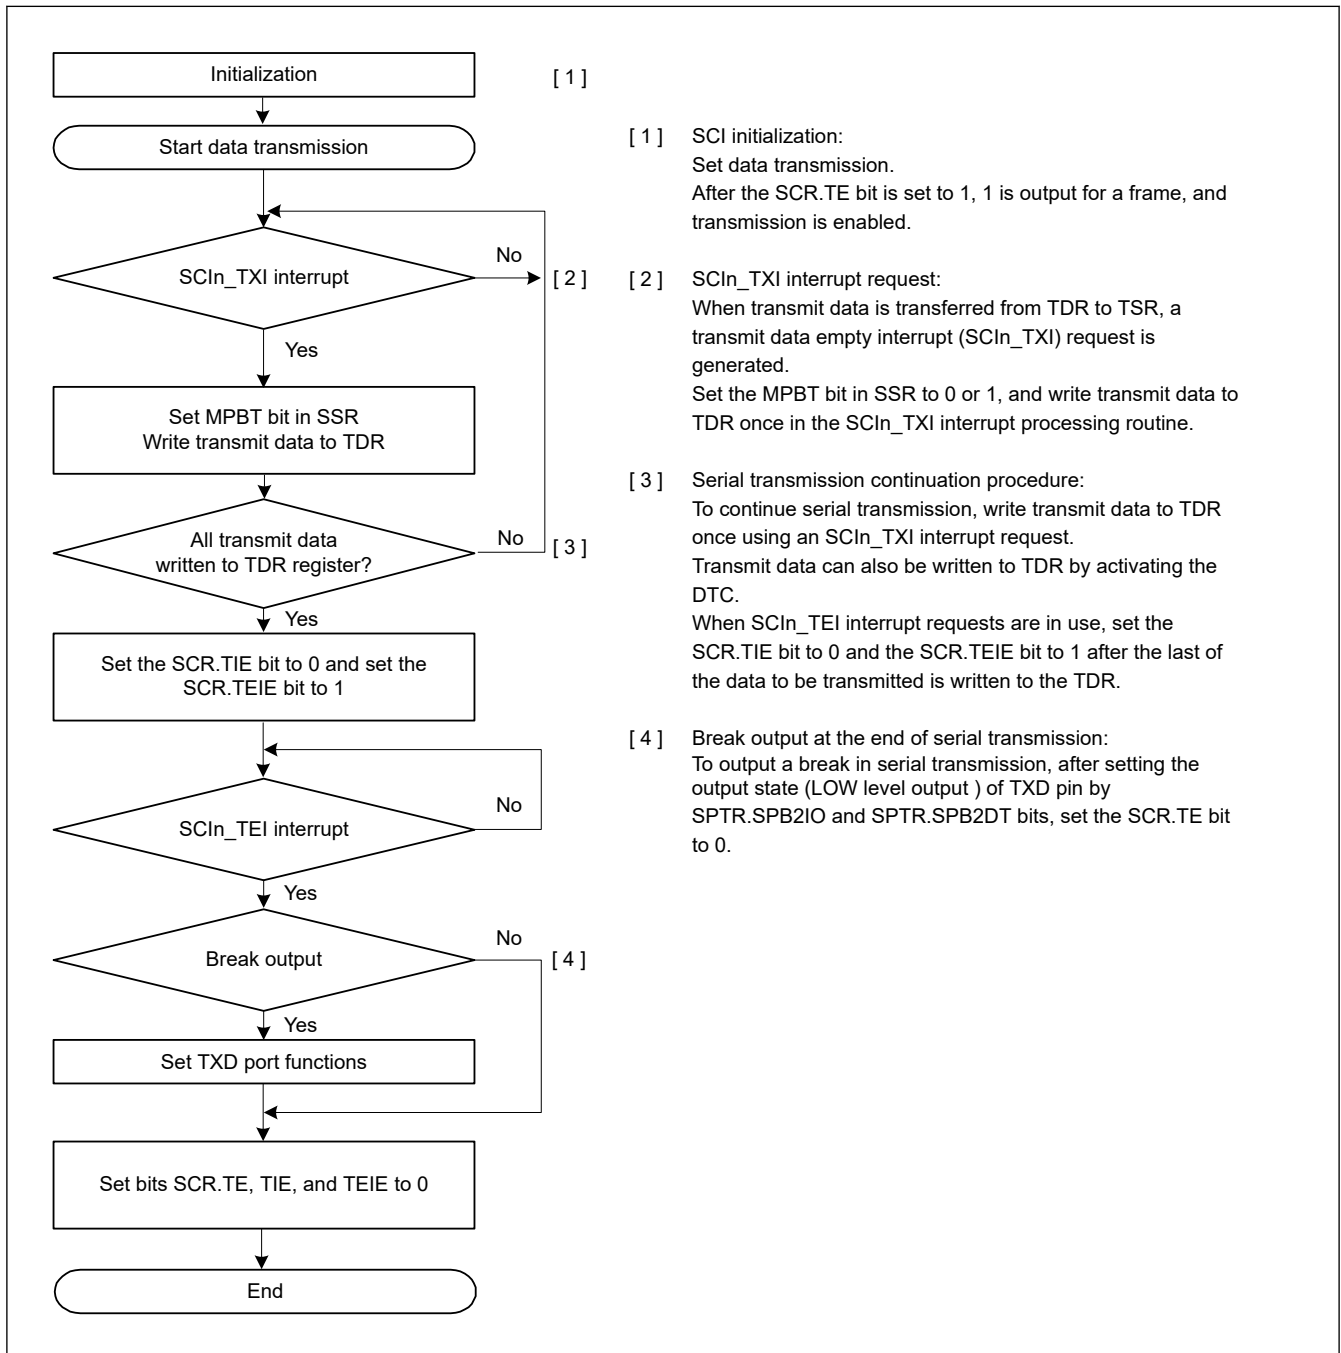 Initialization
[ 1 ]
Start data transmission
SCIn_TXI interrupt
No
[ 2 ]
Yes
Set MPBT bit in SSR
Write transmit data to TDR
All transmit data
written to TDR register?
No
[ 3 ]
Yes
Set the SCR.TIE bit to 0 and set the
SCR.TEIE bit to 1
SCIn_TEI interrupt
No
Yes
Break output
No
[ 4 ]
Yes
Set TXD port functions
Set bits SCR.TE, TIE, and TEIE to 0
End
[ 1 ] SCI initialization:
Set data transmission.
After the SCR.TE bit is set to 1, 1 is output for a frame, and
transmission is enabled.
[ 2 ] SCIn_TXI interrupt request:
When transmit data is transferred from TDR to TSR, a
transmit data empty interrupt (SCIn_TXI) request is
generated.
Set the MPBT bit in SSR to 0 or 1, and write transmit data to
TDR once in the SCIn_TXI interrupt processing routine.
[ 3 ] Serial transmission continuation procedure:
To continue serial transmission, write transmit data to TDR
once using an SCIn_TXI interrupt request.
Transmit data can also be written to TDR by activating the
DTC.
When SCIn_TEI interrupt requests are in use, set the
SCR.TIE bit to 0 and the SCR.TEIE bit to 1 after the last of
the data to be transmitted is written to the TDR.
[ 4 ] Break output at the end of serial transmission:
To output a break in serial transmission, after setting the
output state (LOW level output ) of TXD pin by
SPTR.SPB2IO and SPTR.SPB2DT bits, set the SCR.TE bit
to 0.